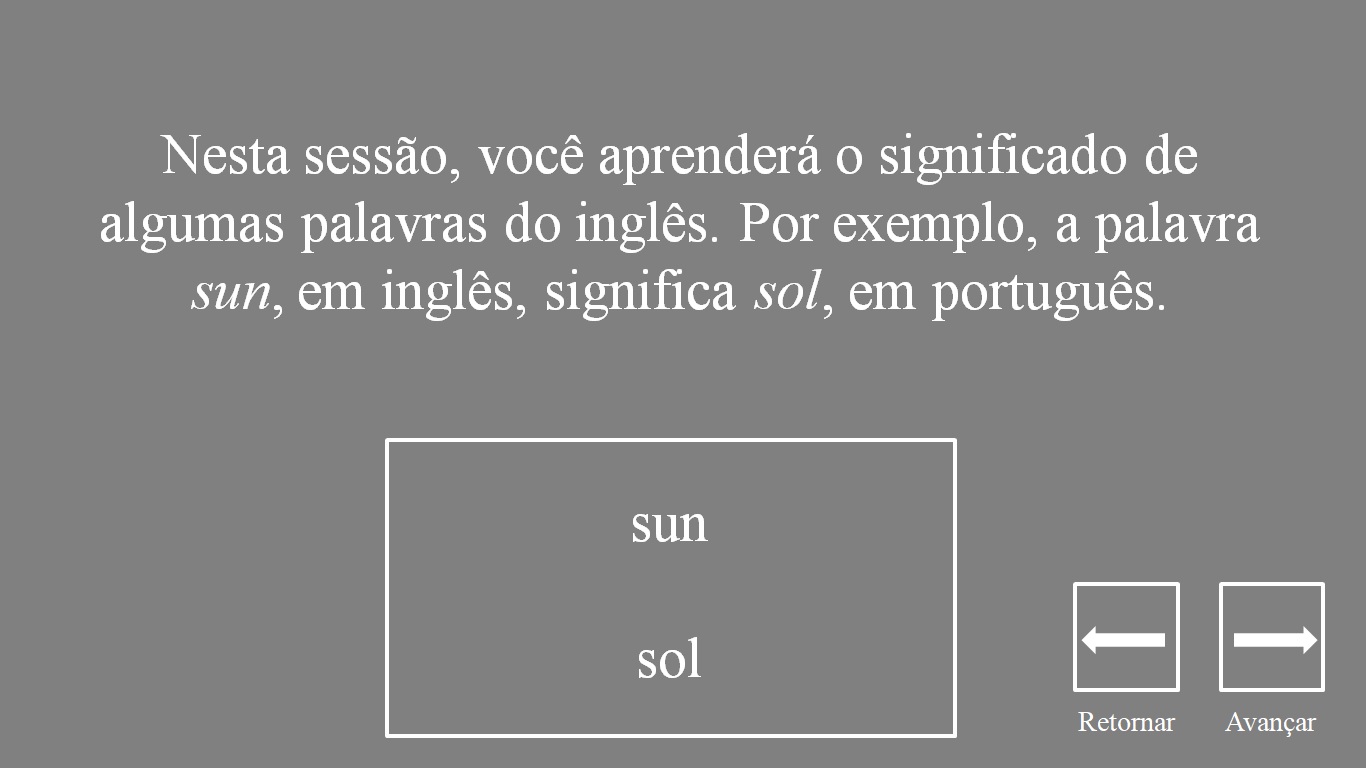 Nesta sessão, você aprenderá o significado de
algumas palavras do inglês. Por exemplo, a palavra
sun, em inglês, significa sol, em português.
sun
sol
Retornar
Avançar